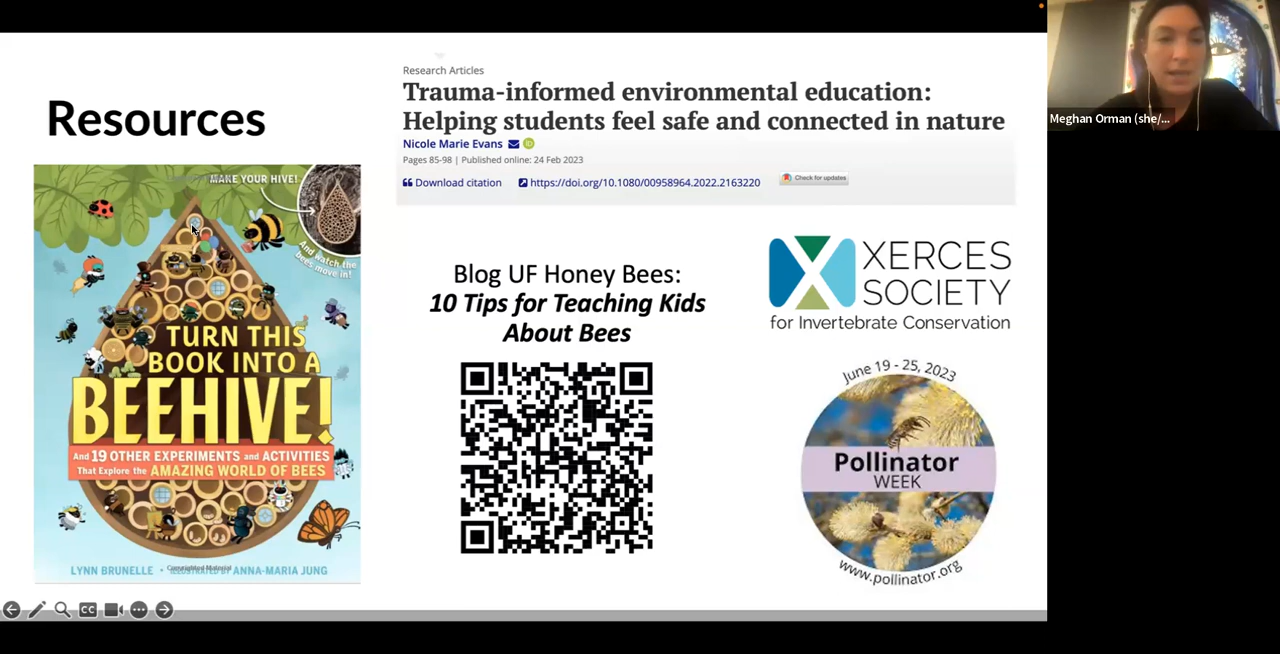 Resources
MAKE YOUR HIVE!
And watch the
bees move in!
TURN THIS
BOOK INTO A
BEEHIVE!
And 19 OTHER EXPERIMENTS and ACTIVITIES
That Explore the AMAZING WORLD OF BEES
LYNN BRUNELLE • ILLUSTRATED BY ANNA-MARIA JUNG
Copyrighted Material
Research Articles
Trauma-informed environmental education:
Helping students feel safe and connected in nature
Nicole Marie Evans
Pages 85-98 | Published online: 24 Feb 2023
Download citation
https://doi.org/10.1080/00958964.2022.2163220
Check for updates
Blog UF Honey Bees:
10 Tips for Teaching Kids
About Bees
XERCES
SOCIETY
for Invertebrate Conservation
June 19 - 25, 2023
Pollinator
WEEK
www.pollinator.org
CC
Meghan Orman (she/...